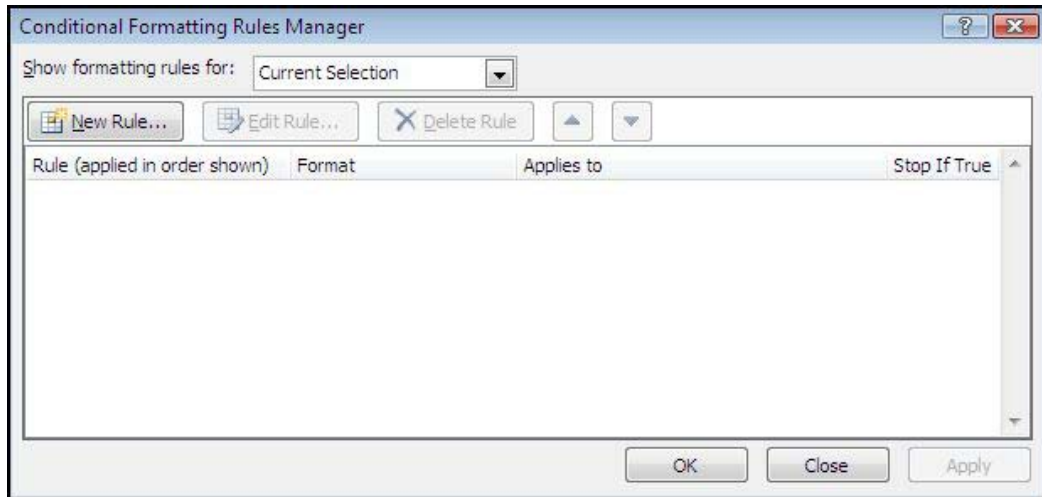 Conditional Formatting Rules Manager
Show formatting rules for: Current Selection
New Rule... Edit Rule... Delete Rule
Rule (applied in order shown) Format Applies to Stop If True
OK Close Apply